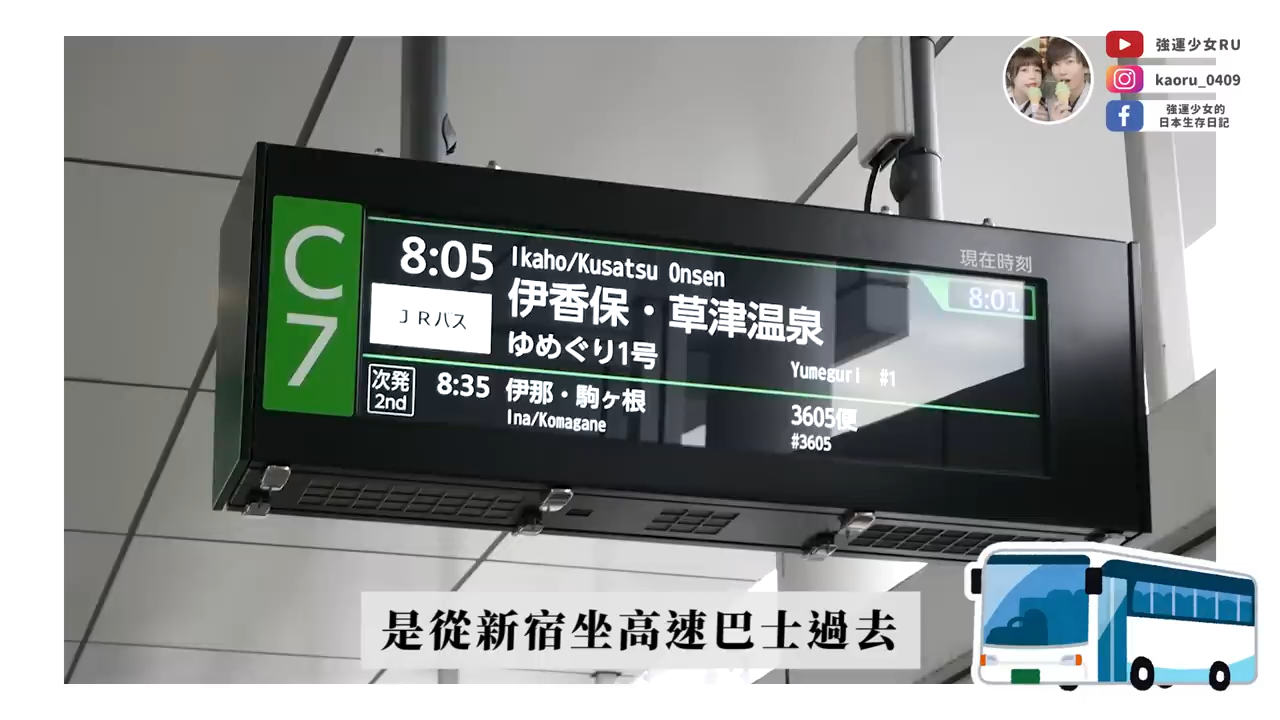 強運少女RU
kaoru_0409
強運少女的
日本生存日記
C
7
8:05
Ikaho/Kusatsu Onsen
現在時刻
8:01
JRバス
伊香保・草津温泉
ゆめぐり1号
Yumeguri #1
次発
2nd
8:35
伊那・駒ヶ根
3605便
Ina/Komagane
#3605
是從新宿坐高速巴士過去